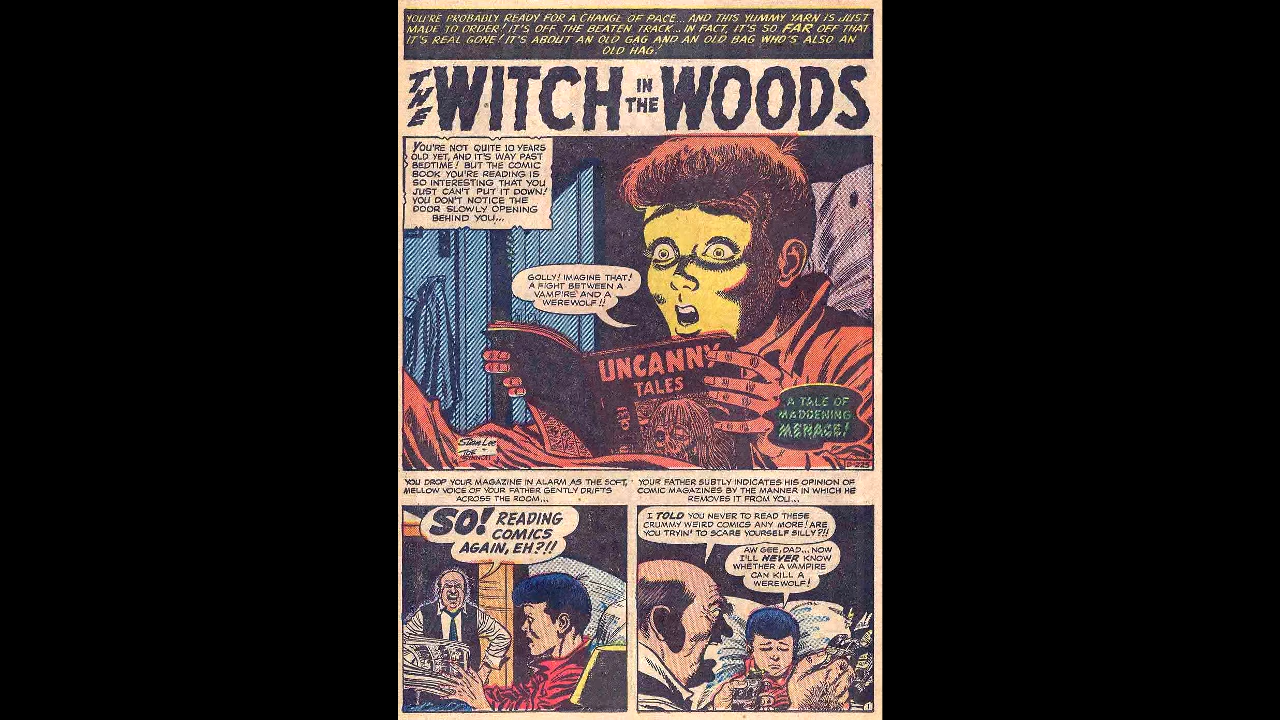 YOU'RE PROBABLY READY FOR A CHANGE OF PACE... AND THIS YUMMY YARN IS JUST
MADE TO ORDER! IT'S OFF THE BEATEN TRACK... IN FACT, IT'S SO FAR OFF THAT
IT'S REAL GONE! IT'S ABOUT AN OLD GAG AND AN OLD BAG WHO'S ALSO AN
OLD HAG!
THE WITCH IN THE WOODS
YOU'RE NOT QUITE 10 YEARS
OLD YET, AND IT'S WAY PAST
BEDTIME! BUT THE COMIC
BOOK YOU'RE READING IS
SO INTERESTING THAT YOU
JUST CAN'T PUT IT DOWN!
YOU DON'T NOTICE THE
DOOR SLOWLY OPENING
BEHIND YOU...
GOLLY! IMAGINE THAT!
A FIGHT BETWEEN A
VAMPIRE AND A
WEREWOLF!!
UNCANNY
TALES
A TALE OF
MADDENING
MENACE!
STAN LEE
JOE
YOU DROP YOUR MAGAZINE IN ALARM AS THE SOFT,
MELLOW VOICE OF YOUR FATHER GENTLY DRIFTS
ACROSS THE ROOM...
SO! READING
COMICS
AGAIN, EH?!!
YOUR FATHER SUBTLY INDICATES HIS OPINION OF
COMIC MAGAZINES BY THE MANNER IN WHICH HE
REMOVES IT FROM YOU...
I TOLD YOU NEVER TO READ THESE
CRUMMY WEIRD COMICS ANY MORE! ARE
YOU TRYIN' TO SCARE YOURSELF SILLY?!!
AW GEE, DAD... NOW
I'LL NEVER KNOW
WHETHER A VAMPIRE
CAN KILL A
WEREWOLF!
1